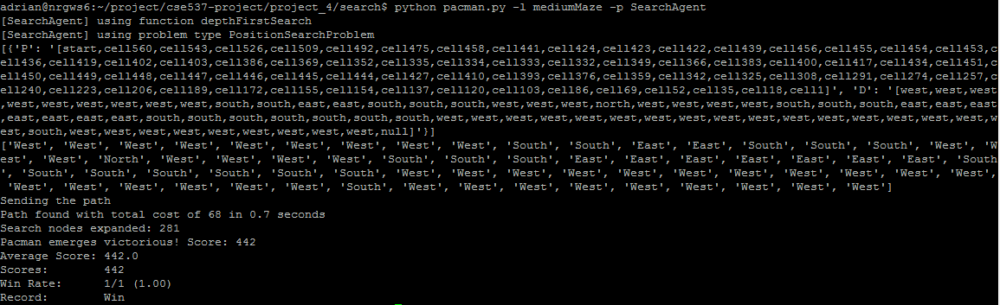 adrian@nrgws6:~/project/cse537-project/project_4/search$ python pacman.py -l mediumMaze -p SearchAgent
[SearchAgent] using function depthFirstSearch
[SearchAgent] using problem type PositionSearchProblem
[{'P': '[start,cell560,cell543,cell526,cell509,cell492,cell475,cell458,cell441,cell424,cell423,cell422,cell439,cell456,cell455,cell454,cell453,c
ell436,cell419,cell402,cell403,cell386,cell369,cell352,cell335,cell334,cell333,cell332,cell349,cell366,cell383,cell400,cell417,cell434,cell451,c
ell450,cell449,cell448,cell447,cell446,cell445,cell444,cell427,cell410,cell393,cell376,cell359,cell342,cell325,cell308,cell291,cell274,cell257,c
ell240,cell223,cell206,cell189,cell172,cell155,cell154,cell137,cell120,cell103,cell86,cell69,cell52,cell35,cell18,cell1]', 'D': '[west,west,west
,west,west,west,west,west,west,south,south,east,east,south,south,south,west,west,west,north,west,west,west,west,south,south,south,east,east,east
,east,east,east,east,south,south,south,south,south,south,south,west,west,west,west,west,west,west,west,west,west,west,west,west,west,west,west,w
est,south,west,west,west,west,west,west,west,west,west,null]'}]
['West', 'West', 'West', 'West', 'West', 'West', 'West', 'West', 'West', 'South', 'South', 'East', 'East', 'South', 'South', 'South', 'West', 'W
est', 'West', 'North', 'West', 'West', 'West', 'West', 'South', 'South', 'South', 'East', 'East', 'East', 'East', 'East', 'East', 'East', 'South
', 'South', 'South', 'South', 'South', 'South', 'South', 'West', 'West', 'West', 'West', 'West', 'West', 'West', 'West', 'West', 'West', 'West',
 'West', 'West', 'West', 'West', 'West', 'West', 'South', 'West', 'West', 'West', 'West', 'West', 'West', 'West', 'West', 'West']
Sending the path
Path found with total cost of 68 in 0.7 seconds
Search nodes expanded: 281
Pacman emerges victorious! Score: 442
Average Score: 442.0
Scores:        442
Win Rate:      1/1 (1.00)
Record:        Win